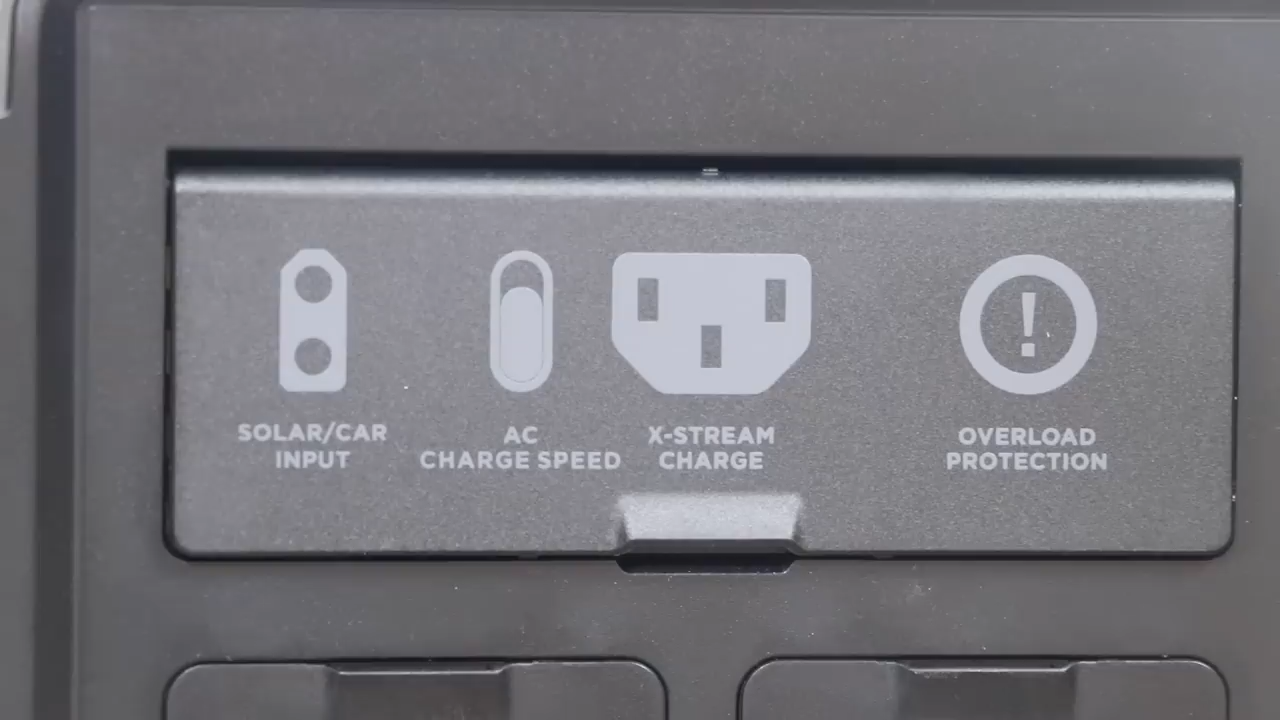 SOLAR/CAR
INPUT
AC
CHARGE SPEED
X-STREAM
CHARGE
OVERLOAD
PROTECTION